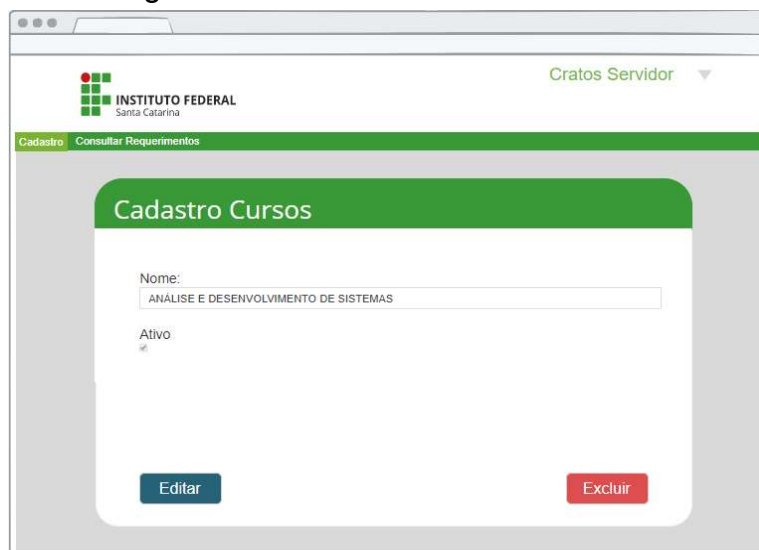 Cratos Servidor
INSTITUTO FEDERAL
Santa Catarina
Cadastro Consultar Requerimentos
Cadastro Cursos
Nome:
ANÁLISE E DESENVOLVIMENTO DE SISTEMAS
Ativo
Editar Excluir